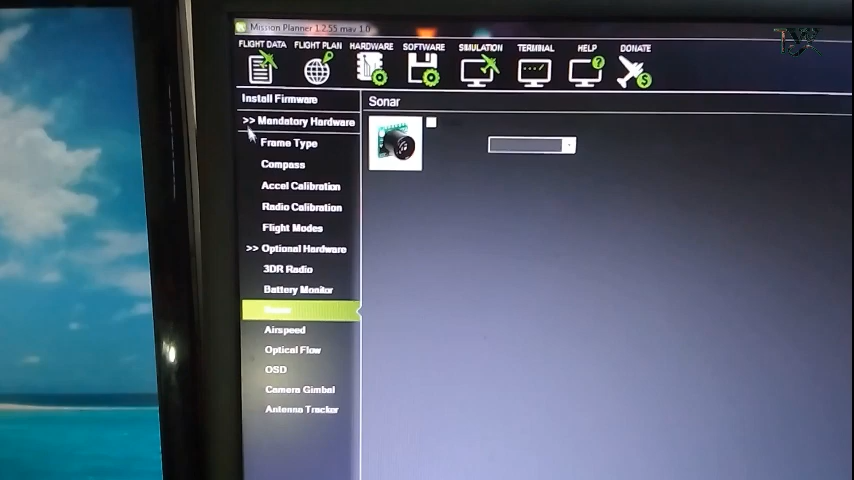 Mission Planner 1.2.55 mav 1.0
FLIGHT DATA FLIGHT PLAN HARDWARE SOFTWARE SIMULATION TERMINAL HELP DONATE
Install Firmware
Sonar
>> Mandatory Hardware
Frame Type
Compass
Accel Calibration
Radio Calibration
Flight Modes
>> Optional Hardware
3DR Radio
Battery Monitor
Sonar
Airspeed
Optical Flow
OSD
Camera Gimbal
Antenna Tracker